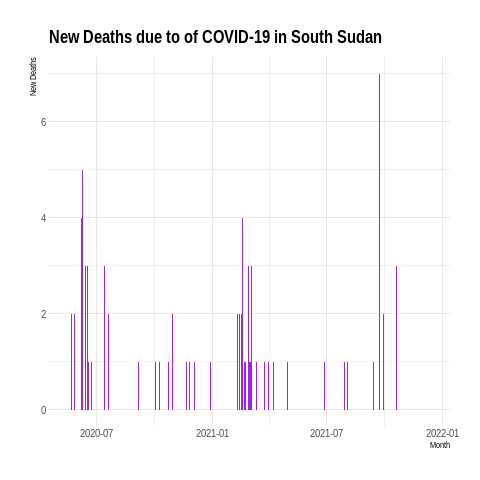 New Deaths due to of COVID-19 in South Sudan
New Deaths
6
4
2
0
2020-07
2021-01
2021-07
2022-01
Month